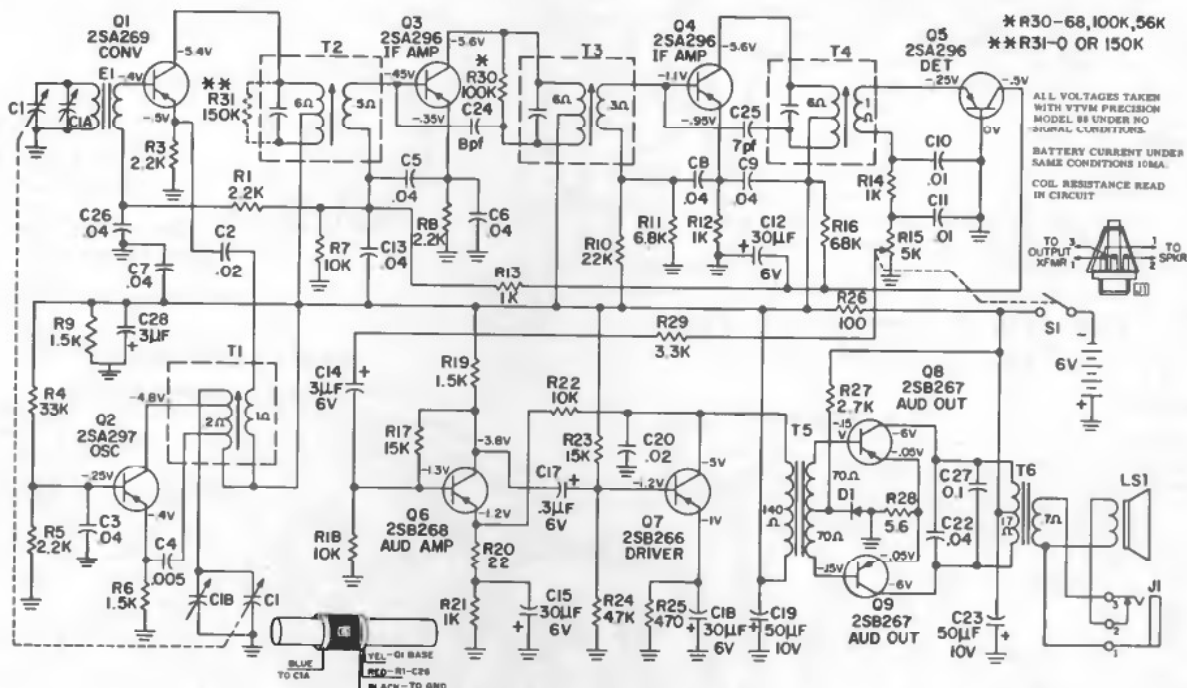 Q1
2SA269
CONV
-5.4V
E1
-.4V
-.5V
C1
C1A
R3
2.2K
**
R31
150K
T2
6Ω
5Ω
Q3
2SA296
IF AMP
-5.6V
-.45V
-.35V
*
R30
100K
C24
8pf
T3
3Ω
Q4
2SA296
IF AMP
-5.6V
-1.1V
-.95V
C25
7pf
T4
6Ω
1
Ω
Q5
2SA296
DET
-.25V
-.5V
0V
*R30-68,100K,56K
**R31-0 OR 150K
ALL VOLTAGES TAKEN
WITH VTVM PRECISION
MODEL 88 UNDER NO
SIGNAL CONDITIONS.
BATTERY CURRENT UNDER
SAME CONDITIONS 10MA.
COIL RESISTANCE READ
IN CIRCUIT
TO
OUTPUT
XFMR
3
1
1
2
TO
SPKR
J1
C26
.04
R1
2.2K
C2
.02
C7
.04
R7
10K
C13
.04
C5
.04
R8
2.2K
C6
.04
R13
1K
R10
22K
R11
6.8K
C8
.04
C9
.04
R12
1K
C12
30µF
+
6V
R16
68K
R14
1K
C10
.01
C11
.01
R15
5K
R26
100
S1
-
6V
+
R9
1.5K
C28
3µF
+
R4
33K
Q2
2SA297
OSC
-4.8V
-.25V
-.4V
T1
2Ω
1Ω
R5
2.2K
C3
.04
C4
.005
R6
1.5K
C1B
C1
BLUE
TO C1A
YEL-Q1 BASE
RED-R1-C26
BLACK-TO GND
C14
3µF
6V
+
R29
3.3K
R19
1.5K
R17
15K
R18
10K
-3.8V
-1.3V
-1.2V
Q6
2SB268
AUD AMP
R20
22
R21
1K
C15
30µF
6V
+
R22
10K
C17
.3µF
6V
+
R23
15K
C20
.02
-1.2V
-5V
-1V
Q7
2SB266
DRIVER
R24
4.7K
R25
470
C18
30µF
6V
+
C19
50µF
10V
+
T5
140
Ω
70Ω
70Ω
R27
2.7K
-.15
V
Q8
2SB267
AUD OUT
-6V
-.05V
D1
R28
5.6
-.15V
-.05V
-6V
Q9
2SB267
AUD OUT
C27
0.1
C22
.04
T6
17
Ω
.7Ω
C23
50µF
10V
+
LS1
J1
3
2
1